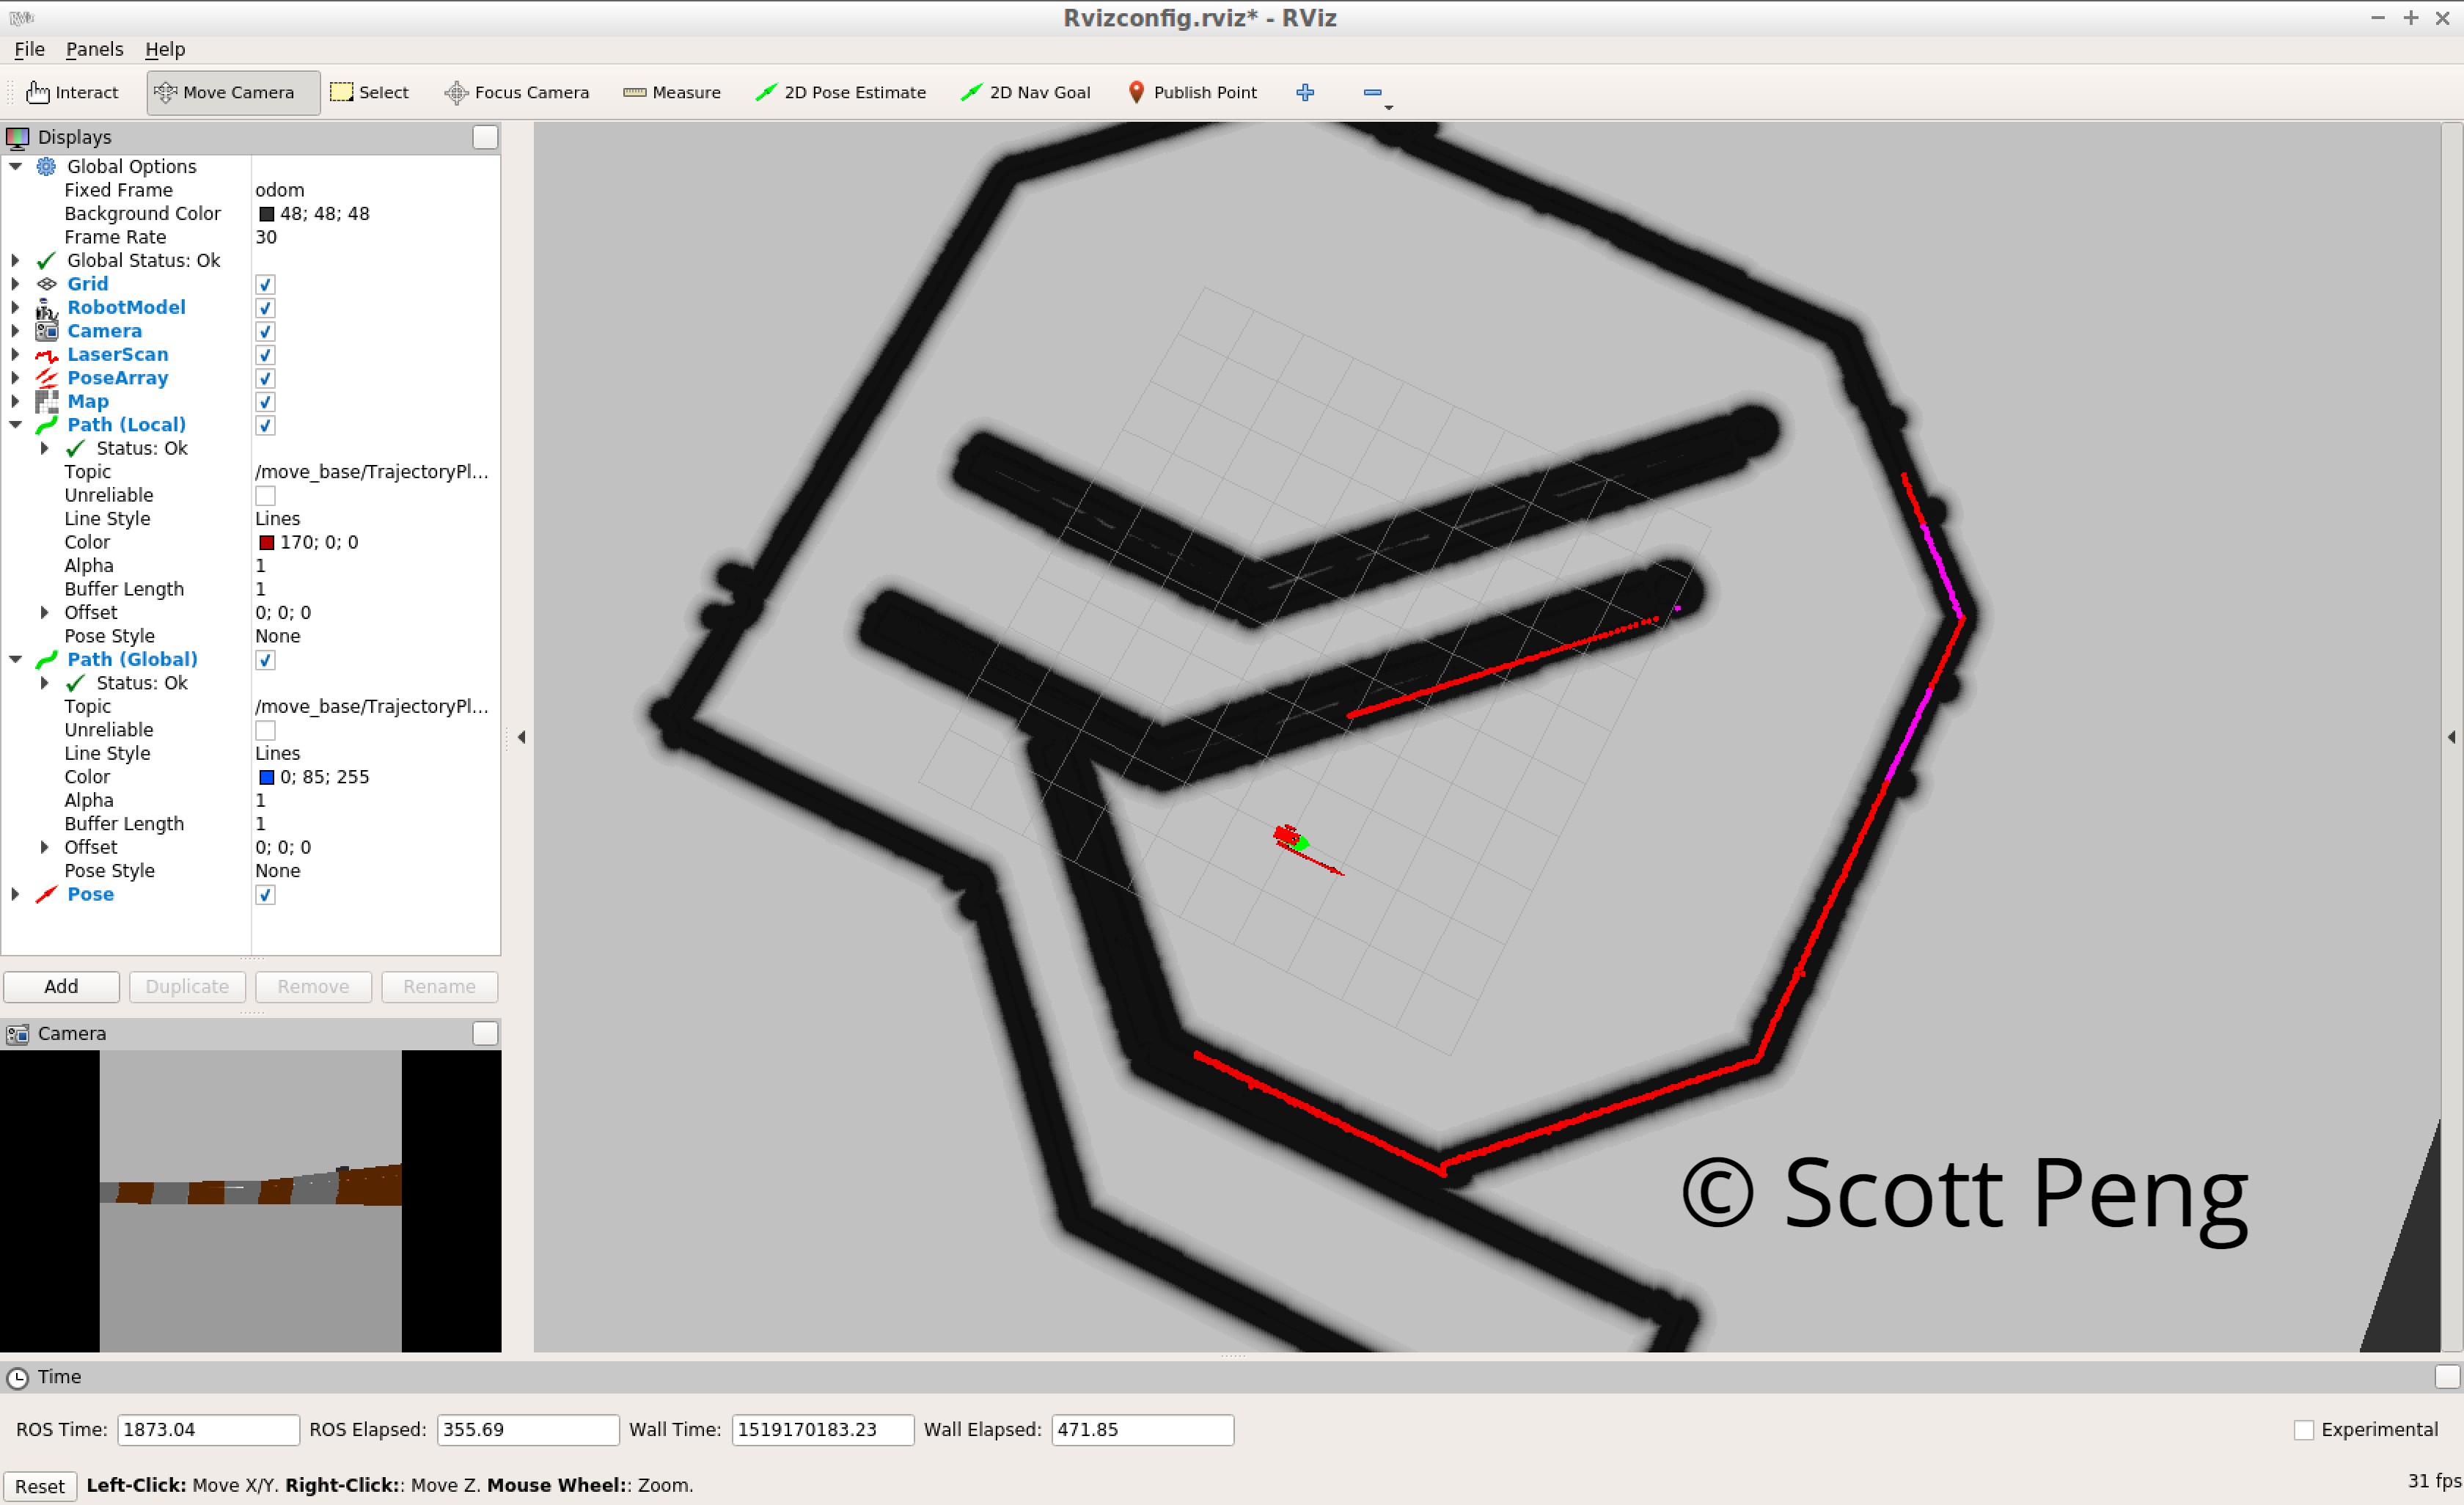 Rvizconfig.rviz* - RViz
File Panels Help
Interact Move Camera Select Focus Camera Measure 2D Pose Estimate 2D Nav Goal Publish Point
Displays
Global Options
Fixed Frame odom
Background Color 48; 48; 48
Frame Rate 30
Global Status: Ok
Grid
RobotModel
Camera
LaserScan
PoseArray
Map
Path (Local)
Status: Ok
Topic /move_base/TrajectoryPl...
Unreliable
Line Style Lines
Color 170; 0; 0
Alpha 1
Buffer Length 1
Offset 0; 0; 0
Pose Style None
Path (Global)
Status: Ok
Topic /move_base/TrajectoryPl...
Unreliable
Line Style Lines
Color 0; 85; 255
Alpha 1
Buffer Length 1
Offset 0; 0; 0
Pose Style None
Pose
Add Duplicate Remove Rename
Camera
© Scott Peng
Time
ROS Time: 1873.04 ROS Elapsed: 355.69 Wall Time: 1519170183.23 Wall Elapsed: 471.85 Experimental
Reset Left-Click: Move X/Y. Right-Click:: Move Z. Mouse Wheel:: Zoom. 31 fps